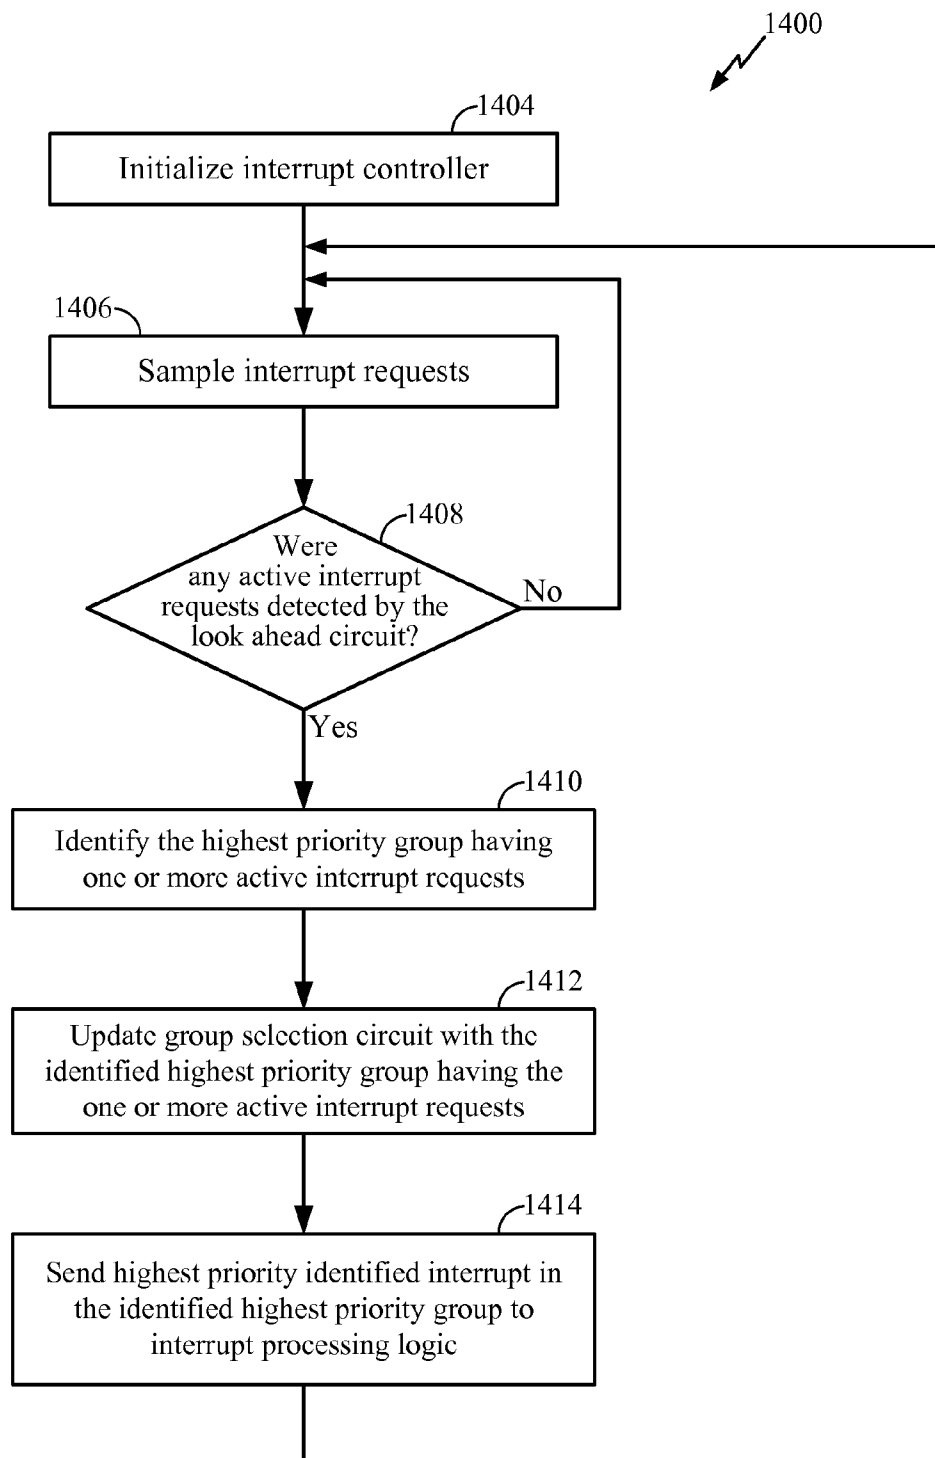 1400
1404
Initialize interrupt controller
1406
Sample interrupt requests
1408
Were
any active interrupt
requests detected by the
look ahead circuit?
No
Yes
1410
Identify the highest priority group having
one or more active interrupt requests
1412
Update group selection circuit with the
identified highest priority group having the
one or more active interrupt requests
1414
Send highest priority identified interrupt in
the identified highest priority group to
interrupt processing logic